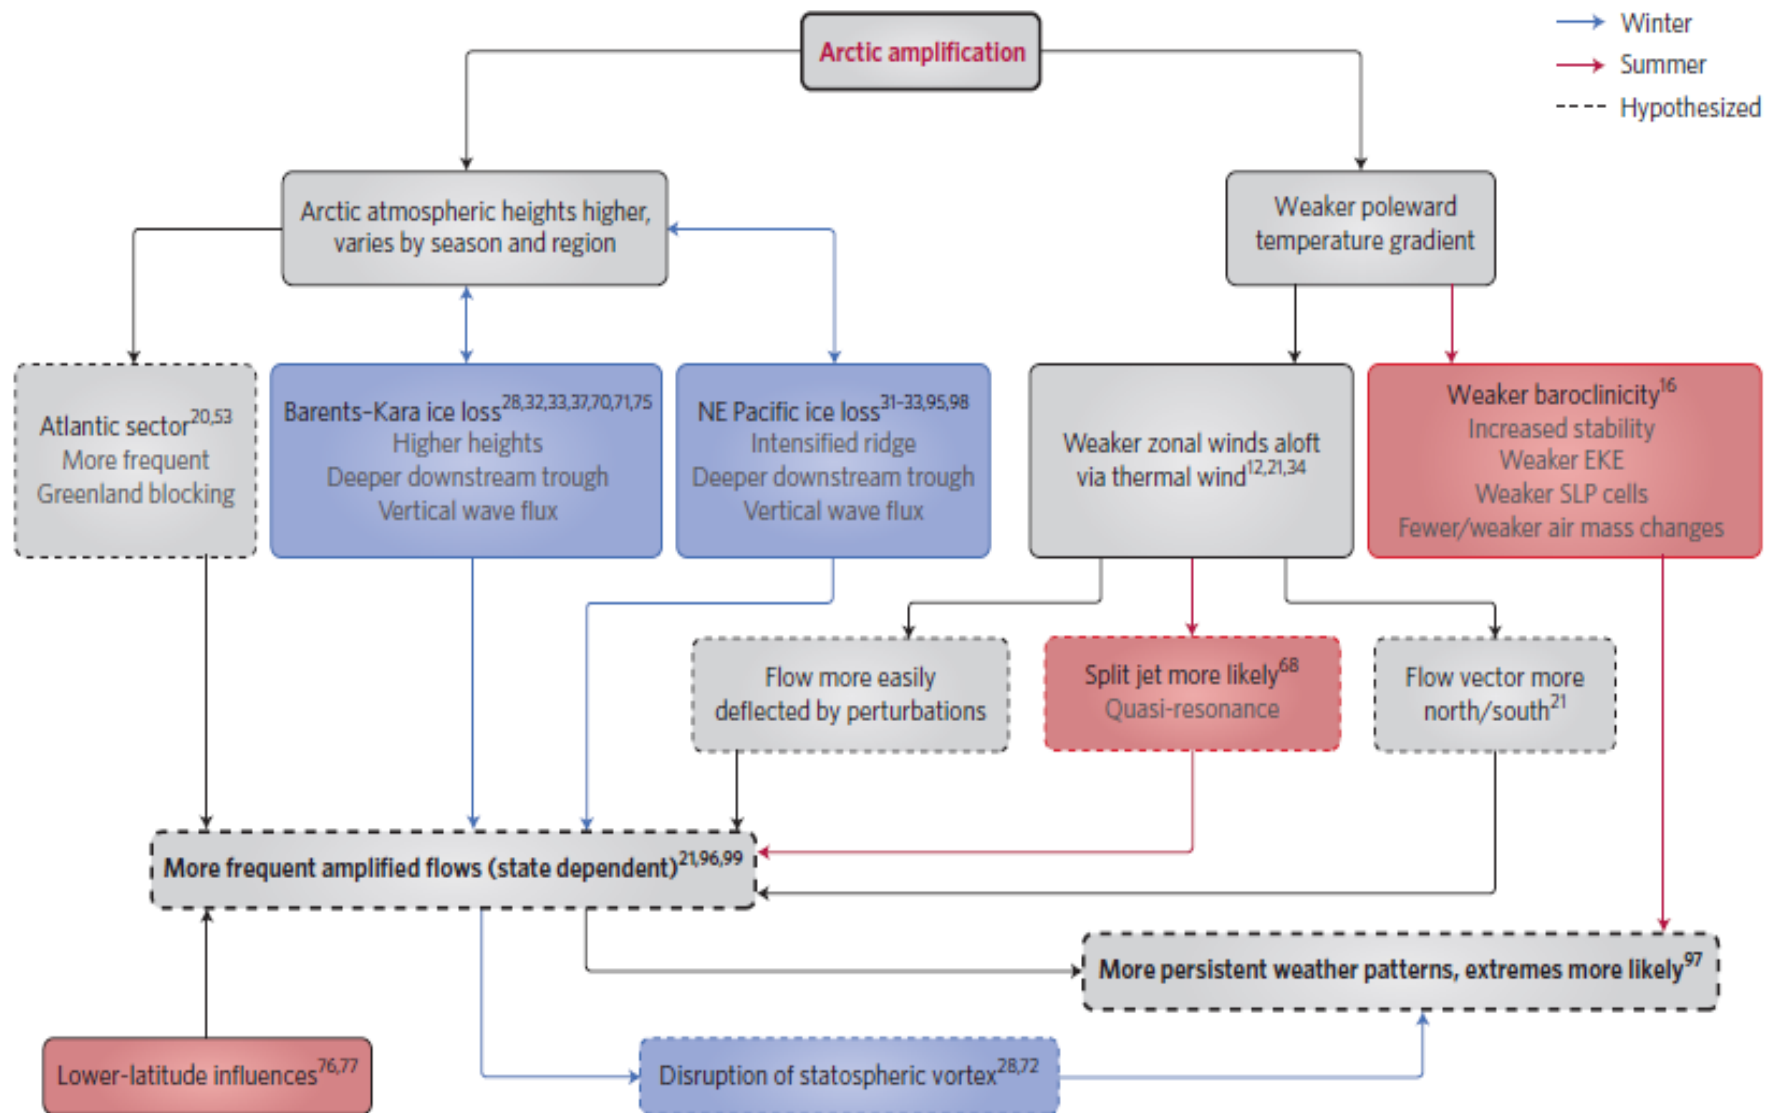 Arctic amplification
Winter
Summer
Hypothesized
Arctic atmospheric heights higher,
varies by season and region
Weaker poleward
temperature gradient
Atlantic sector20,53
More frequent
Greenland blocking
Barents–Kara ice loss28,32,33,37,70,71,75
Higher heights
Deeper downstream trough
Vertical wave flux
NE Pacific ice loss31–33,95,98
Intensified ridge
Deeper downstream trough
Vertical wave flux
Weaker zonal winds aloft
via thermal wind12,21,34
Weaker baroclinicity16
Increased stability
Weaker EKE
Weaker SLP cells
Fewer/weaker air mass changes
Flow more easily
deflected by perturbations
Split jet more likely68
Quasi-resonance
Flow vector more
north/south21
More frequent amplified flows (state dependent)21,96,99
More persistent weather patterns, extremes more likely97
Lower-latitude influences76,77
Disruption of statospheric vortex28,72